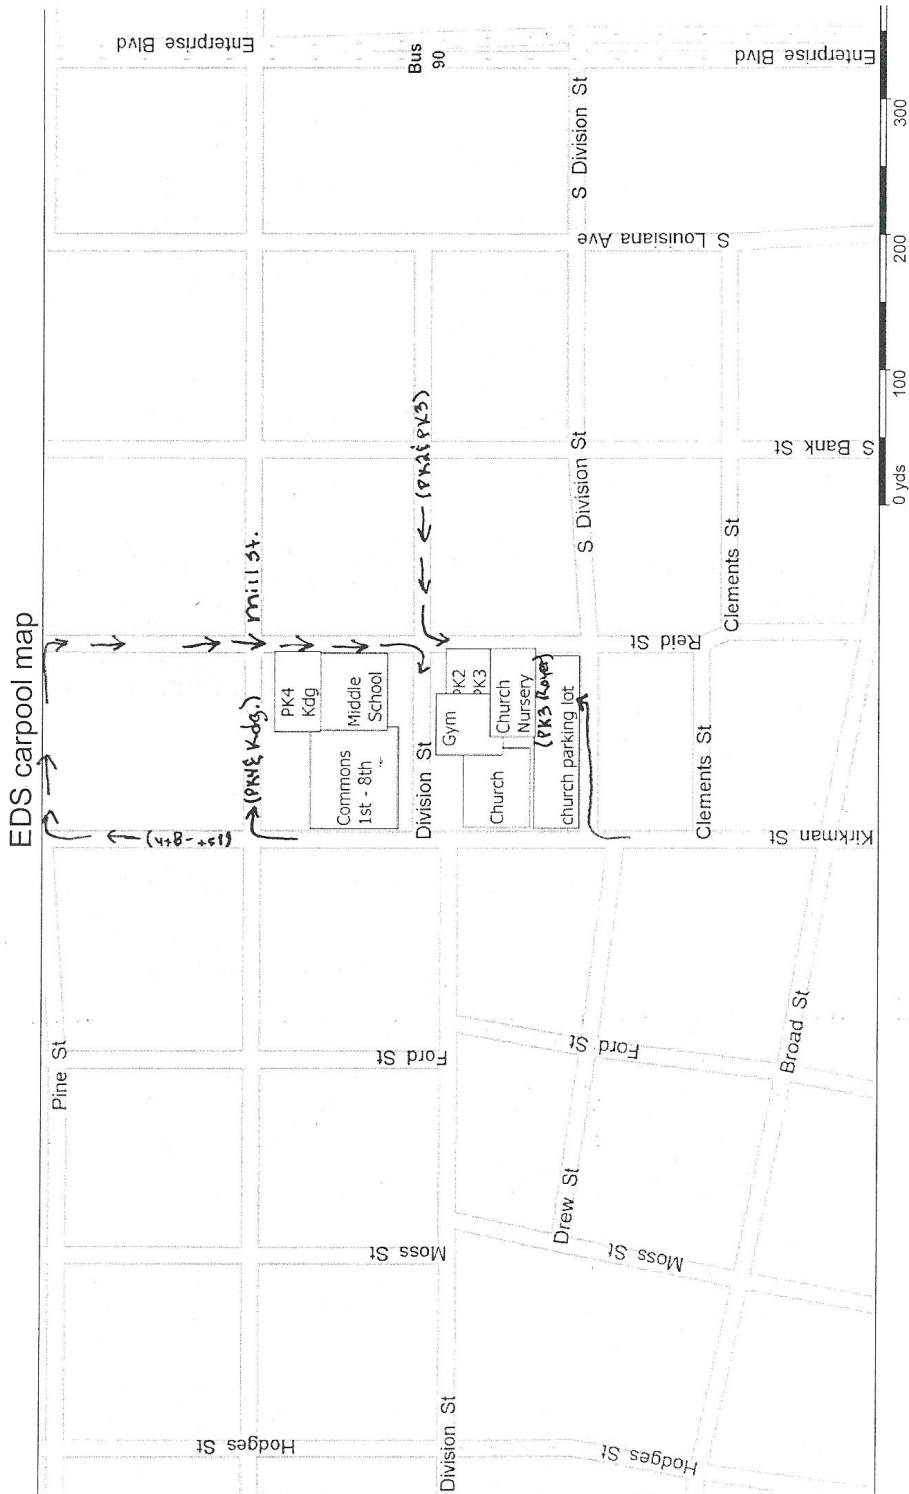 EDS carpool map
Enterprise Blvd
Bus
90
Enterprise Blvd
S Division St
S Louisiana Ave
S Bank St
S Division St
Clements St
(PK2 & PK3)
Mill St.
Reid St
PK4
Kdg
Middle
School
Commons
1st - 8th
(PK4 & Kdg.)
(1st - 8th)
Division St
Gym
PK2
PK3
Church
Nursery
Church
(PK3 Royer)
church parking lot
Clements St
Kirkman St
Pine St
Ford St
Ford St
Broad St
Drew St
Moss St
Moss St
Hodges St
Division St
Hodges St
0 yds
100
200
300